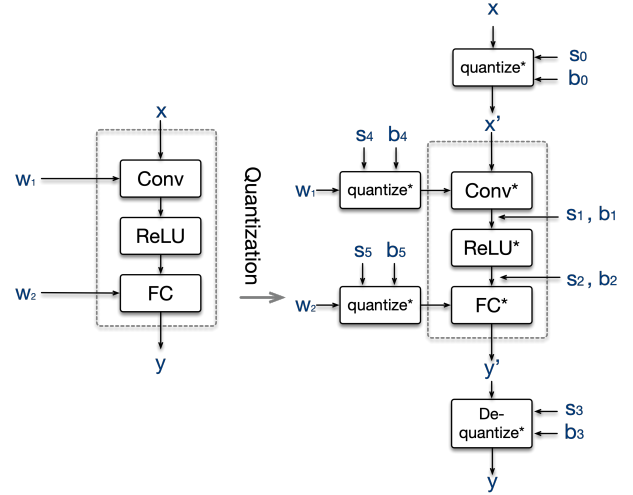 x
w₁
Conv
ReLU
w₂
FC
y
Quantization
x
quantize*
s₀
b₀
x’
s₄ b₄
w₁
quantize*
Conv*
s₁ , b₁
ReLU*
s₅ b₅
s₂ , b₂
w₂
quantize*
FC*
y’
De-
quantize*
s₃
b₃
y